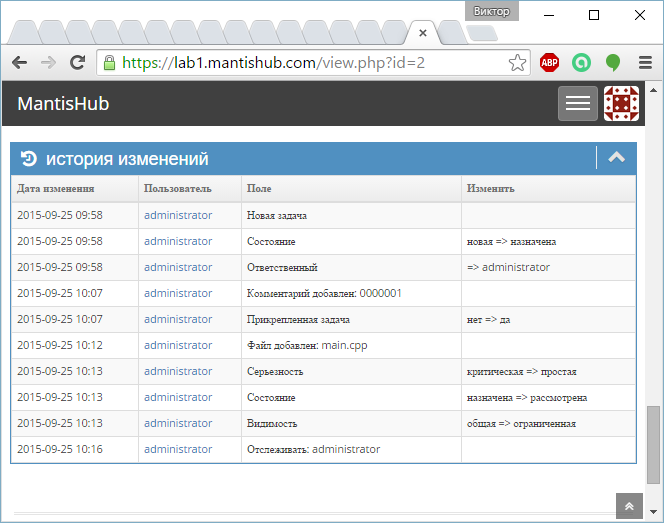 Виктор
https://lab1.mantishub.com/view.php?id=2
ABP
MantisHub
история изменений
Дата изменения Пользователь Поле Изменить
2015-09-25 09:58 administrator Новая задача
2015-09-25 09:58 administrator Состояние новая => назначена
2015-09-25 09:58 administrator Ответственный => administrator
2015-09-25 10:07 administrator Комментарий добавлен: 0000001
2015-09-25 10:07 administrator Прикрепленная задача нет => да
2015-09-25 10:12 administrator Файл добавлен: main.cpp
2015-09-25 10:13 administrator Серьезность критическая => простая
2015-09-25 10:13 administrator Состояние назначена => рассмотрена
2015-09-25 10:13 administrator Видимость общая => ограниченная
2015-09-25 10:16 administrator Отслеживать: administrator